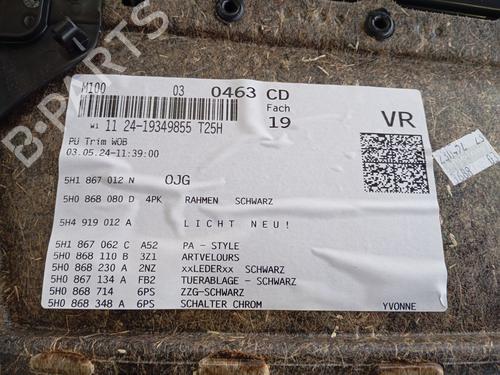 M100 03 0463 CD
Fach
W1 11 24-19349855 T25H 19 VR
PU Trim WOB
03.05.24-11:39:00
5H1 867 012 N OJG
5H0 868 080 D 4PK RAHMEN SCHWARZ
5H4 919 012 A LICHT NEU!
5H1 867 062 C A52 PA - STYLE
5H0 868 110 B 3Z1 ARTVELOURS
5H0 868 230 A 2NZ xxLEDERxx SCHWARZ
5H0 867 134 A FB2 TUERABLAGE - SCHWARZ
5H0 868 714 6PS ZZG-SCHWARZ
5H0 868 348 A 6PS SCHALTER CHROM YVONNE
B-PARTS